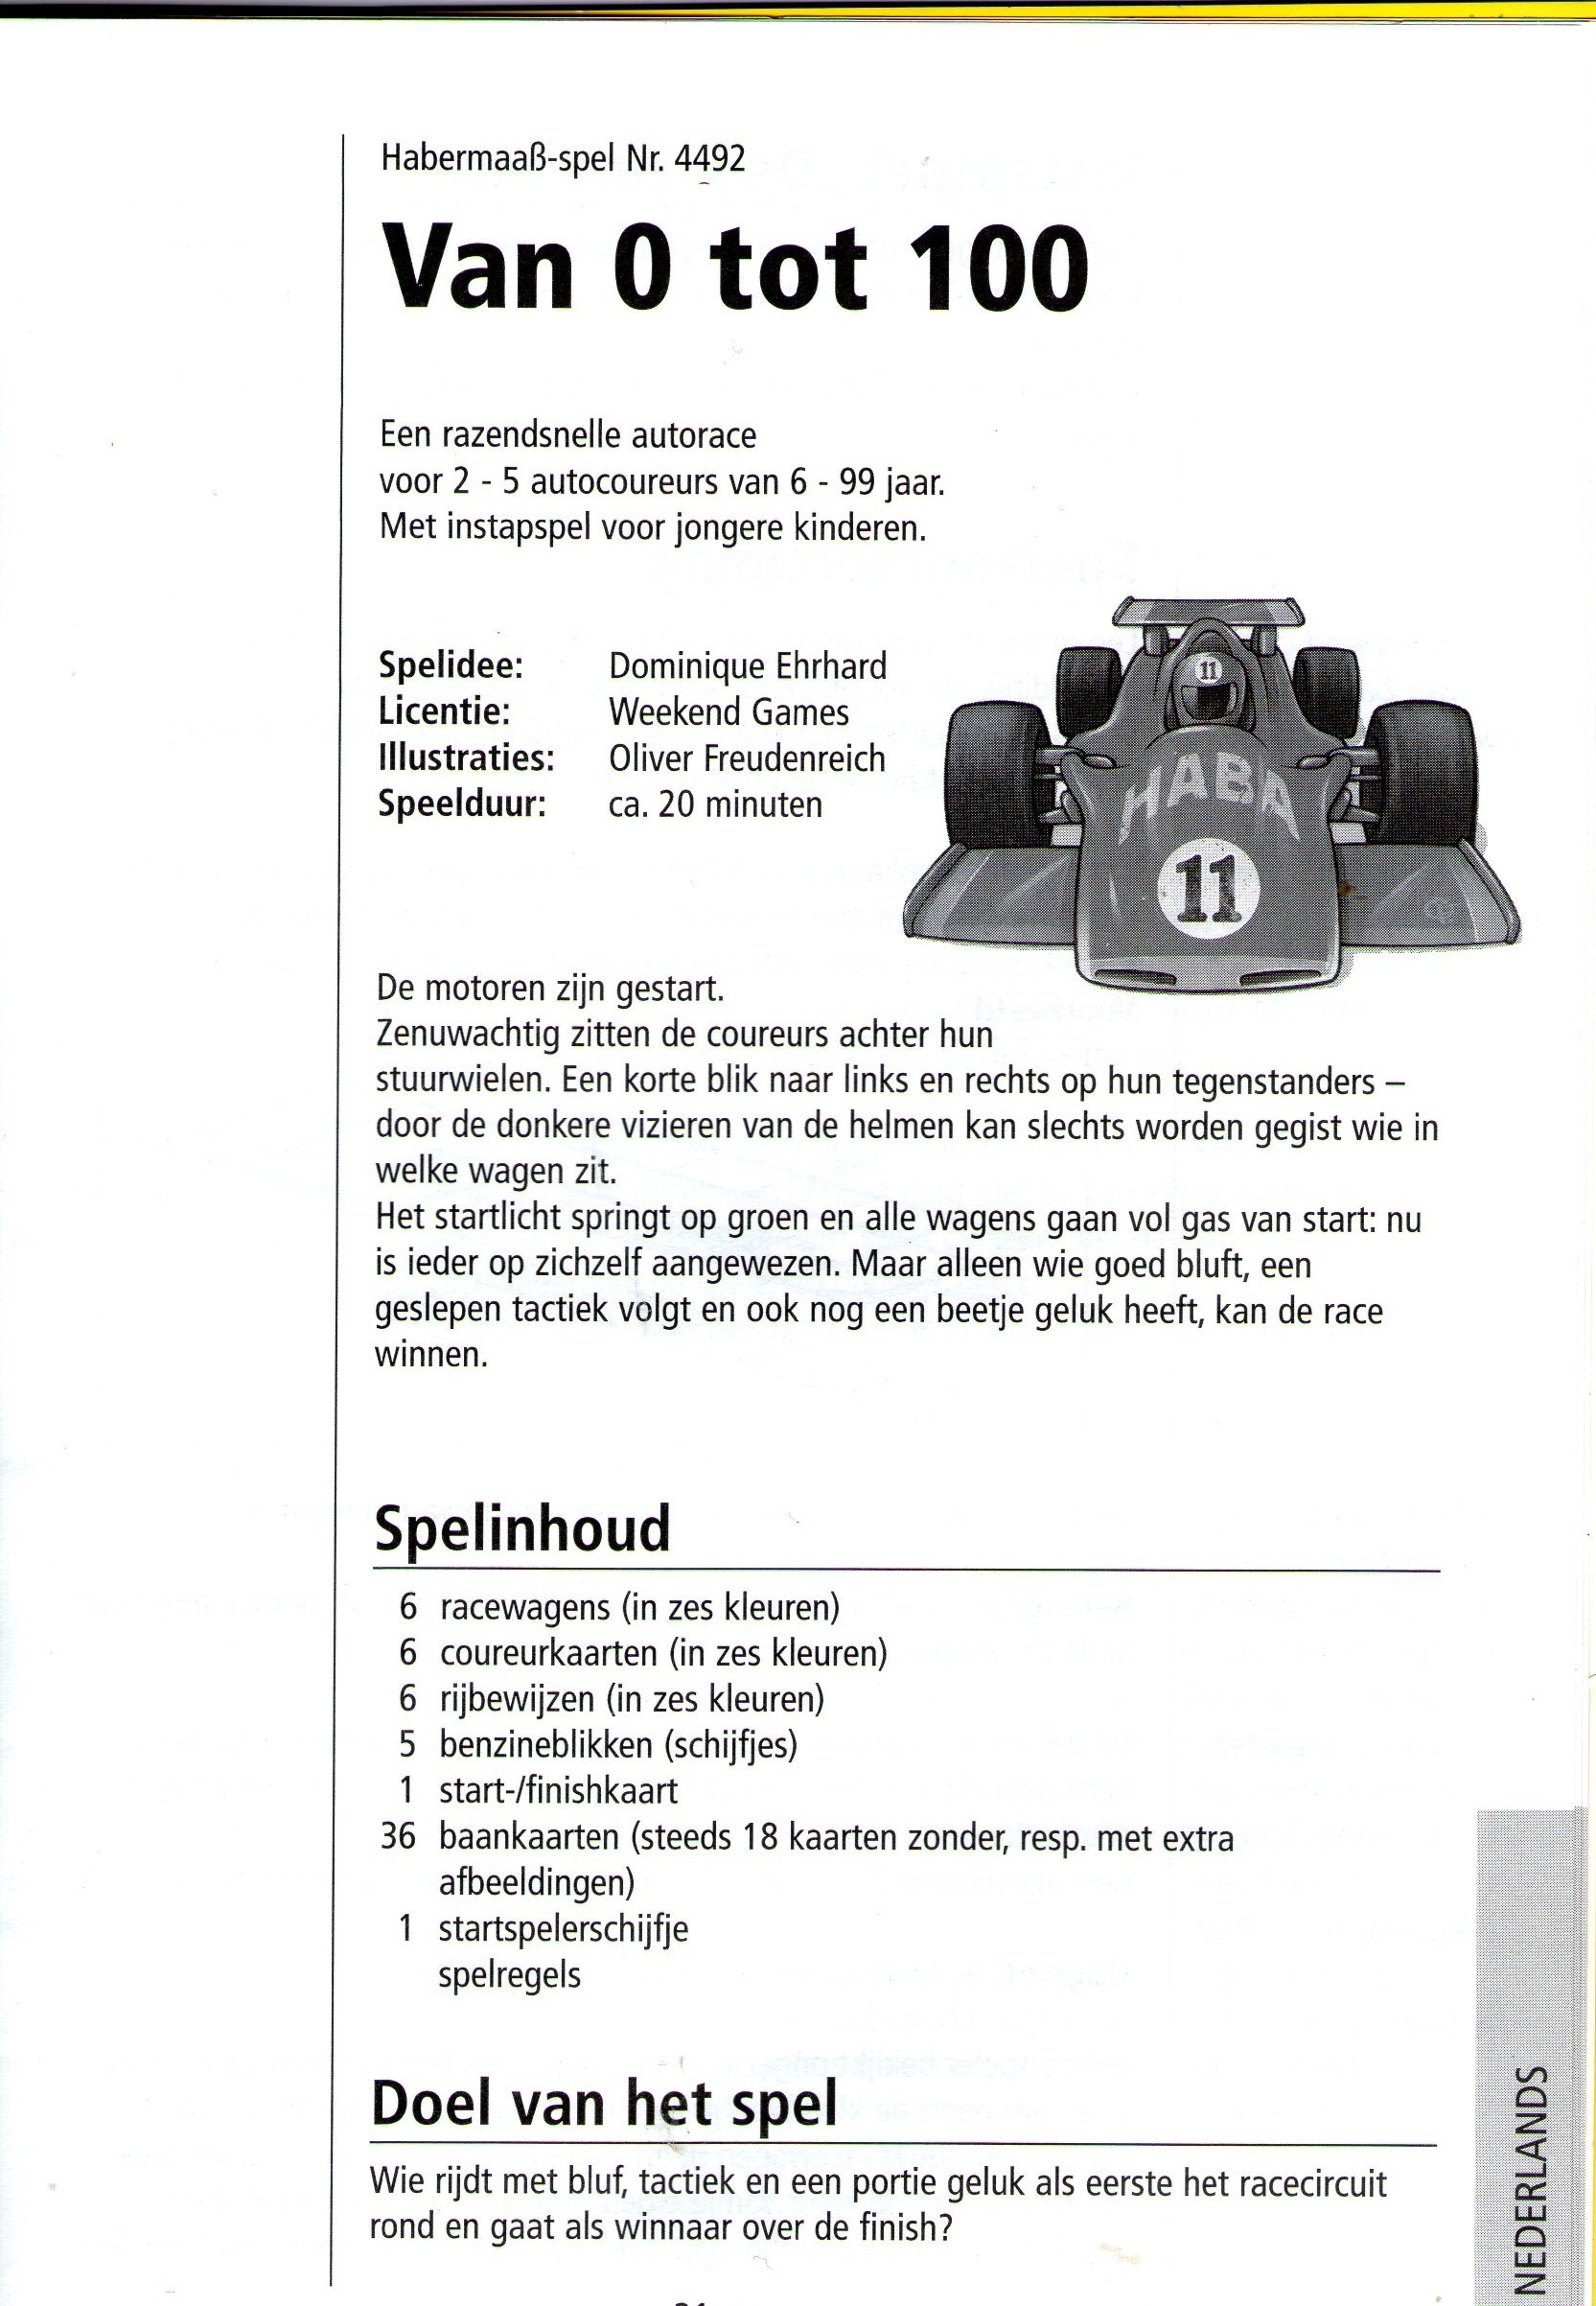 Habermaaß-spel Nr. 4492
Van 0 tot 100
Een razendsnelle autorace
voor 2 - 5 autocoureurs van 6 - 99 jaar.
Met instapspel voor jongere kinderen.
Spelidee: Dominique Ehrhard
Licentie: Weekend Games
Illustraties: Oliver Freudenreich
Speelduur: ca. 20 minuten
11
HABA
11
De motoren zijn gestart.
Zenuwachtig zitten de coureurs achter hun
stuurwielen. Een korte blik naar links en rechts op hun tegenstanders –
door de donkere vizieren van de helmen kan slechts worden gegist wie in
welke wagen zit.
Het startlicht springt op groen en alle wagens gaan vol gas van start: nu
is ieder op zichzelf aangewezen. Maar alleen wie goed bluft, een
geslepen tactiek volgt en ook nog een beetje geluk heeft, kan de race
winnen.
Spelinhoud
6 racewagens (in zes kleuren)
6 coureurkaarten (in zes kleuren)
6 rijbewijzen (in zes kleuren)
5 benzineblikken (schijfjes)
1 start-/finishkaart
36 baankaarten (steeds 18 kaarten zonder, resp. met extra
afbeeldingen)
1 startspelerschijfje
spelregels
Doel van het spel
Wie rijdt met bluf, tactiek en een portie geluk als eerste het racecircuit
rond en gaat als winnaar over de finish?
NEDERLANDS